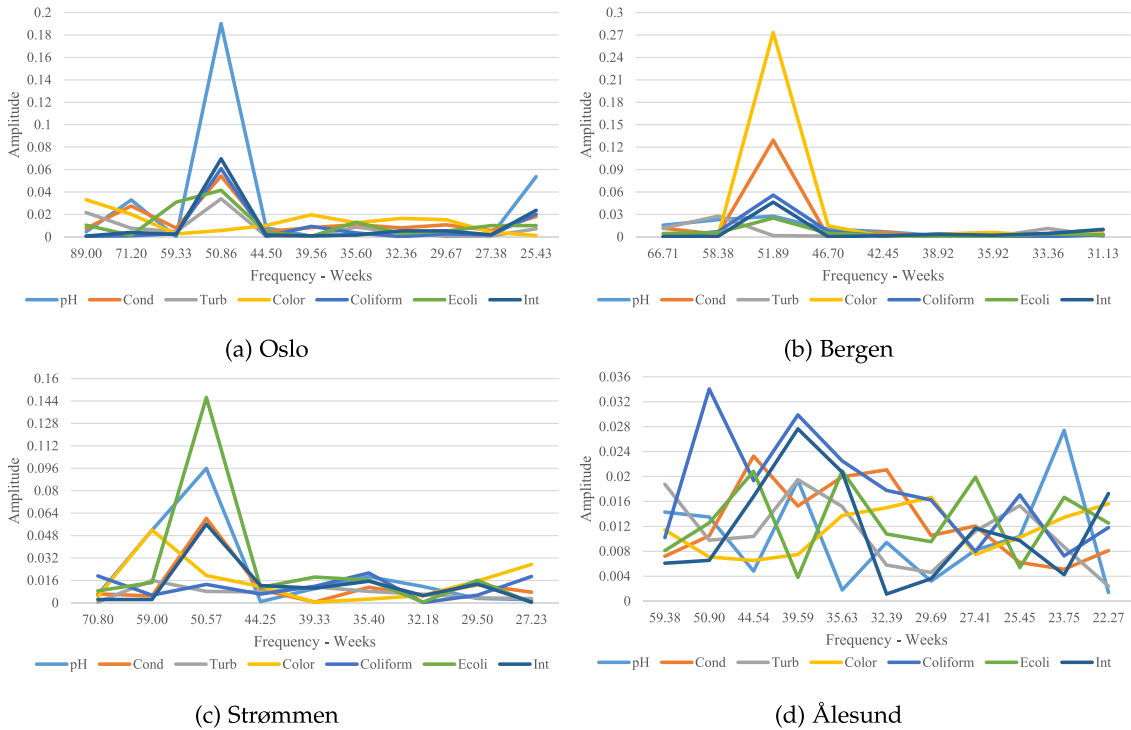 0.2
0.18
0.16
0.14
0.12
0.1
0.08
0.06
0.04
0.02
0
Amplitude
89.00 71.20 59.33 50.86 44.50 39.56 35.60 32.36 29.67 27.38 25.43
Frequency - Weeks
pH Cond Turb Color Coliform Ecoli Int
(a) Oslo
0.3
0.27
0.24
0.21
0.18
0.15
0.12
0.09
0.06
0.03
0
Amplitude
66.71 58.38 51.89 46.70 42.45 38.92 35.92 33.36 31.13
Frequency - Weeks
pH Cond Turb Color Coliform Ecoli Int
(b) Bergen
0.16
0.144
0.128
0.112
0.096
0.08
0.064
0.048
0.032
0.016
0
Amplitude
70.80 59.00 50.57 44.25 39.33 35.40 32.18 29.50 27.23
Frequency - Weeks
pH Cond Turb Color Coliform Ecoli Int
(c) Strømmen
0.036
0.032
0.028
0.024
0.02
0.016
0.012
0.008
0.004
0
Amplitude
59.38 50.90 44.54 39.59 35.63 32.39 29.69 27.41 25.45 23.75 22.27
Frequency - Weeks
pH Cond Turb Color Coliform Ecoli Int
(d) Ålesund